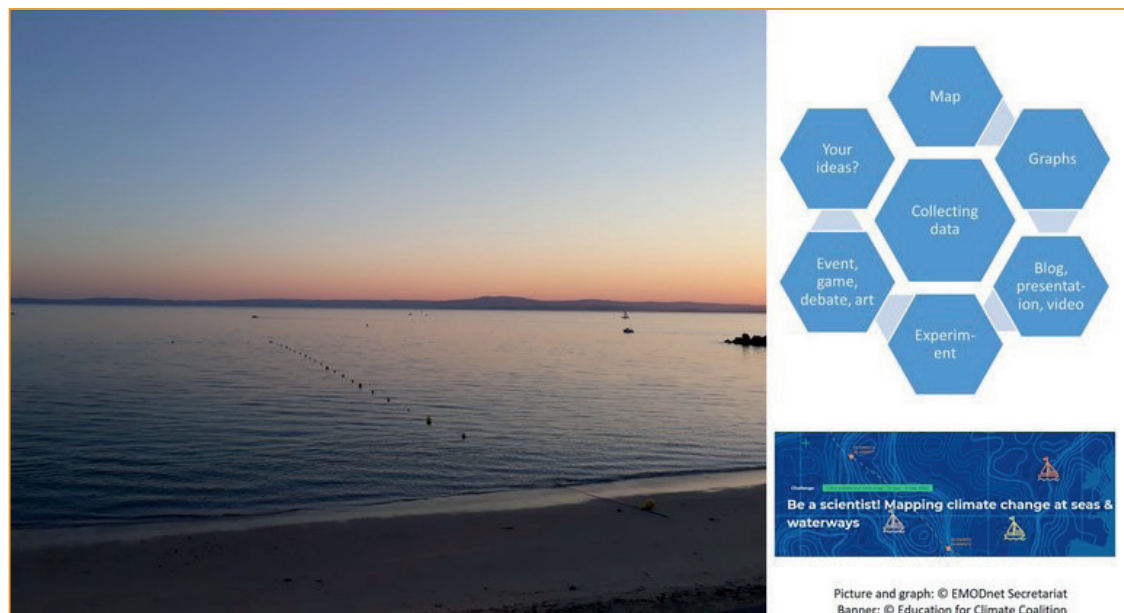 Map
Graphs
Blog,
presentat-
ion, video
Experim-
ent
Event,
game,
debate, art
Your
ideas?
Collecting
data
Challenge
Be a scientist! Mapping climate change at seas &
waterways
Picture and graph: © EMODnet Secretariat
Banner: © Education for Climate Coalition